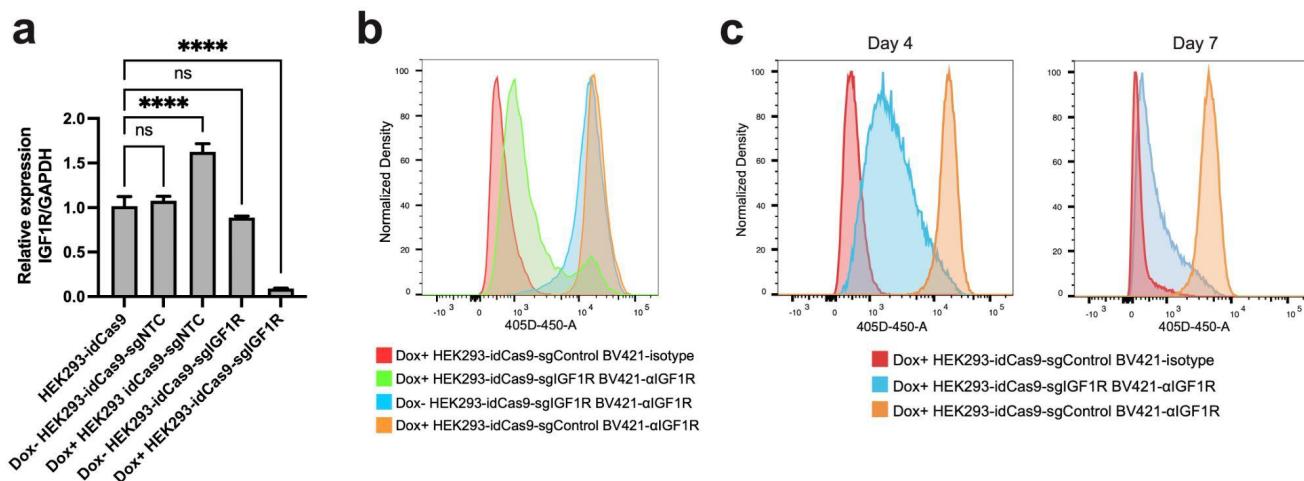 a
****
ns
****
ns
Relative expression
IGF1R/GAPDH
2.0
1.5
1.0
0.5
0.0
HEK293-idCas9
Dox- HEK293-idCas9-sgNTC
Dox+ HEK293 idCas9-sgNTC
Dox- HEK293-idCas9-sgIGF1R
Dox+ HEK293-idCas9-sgIGF1R
b
Normalized Density
100
80
60
40
20
0
-10 3 0 10 3 10 4 10 5
405D-450-A
Dox+ HEK293-idCas9-sgControl BV421-isotype
Dox+ HEK293-idCas9-sgIGF1R BV421-αIGF1R
Dox- HEK293-idCas9-sgIGF1R BV421-αIGF1R
Dox+ HEK293-idCas9-sgControl BV421-αIGF1R
c
Day 4
Normalized Density
100
80
60
40
20
0
-10 3 0 10 3 10 4 10 5
405D-450-A
Day 7
Normalized Density
100
80
60
40
20
0
-10 3 0 10 3 10 4 10 5
405D-450-A
Dox+ HEK293-idCas9-sgControl BV421-isotype
Dox+ HEK293-idCas9-sgIGF1R BV421-αIGF1R
Dox+ HEK293-idCas9-sgControl BV421-αIGF1R